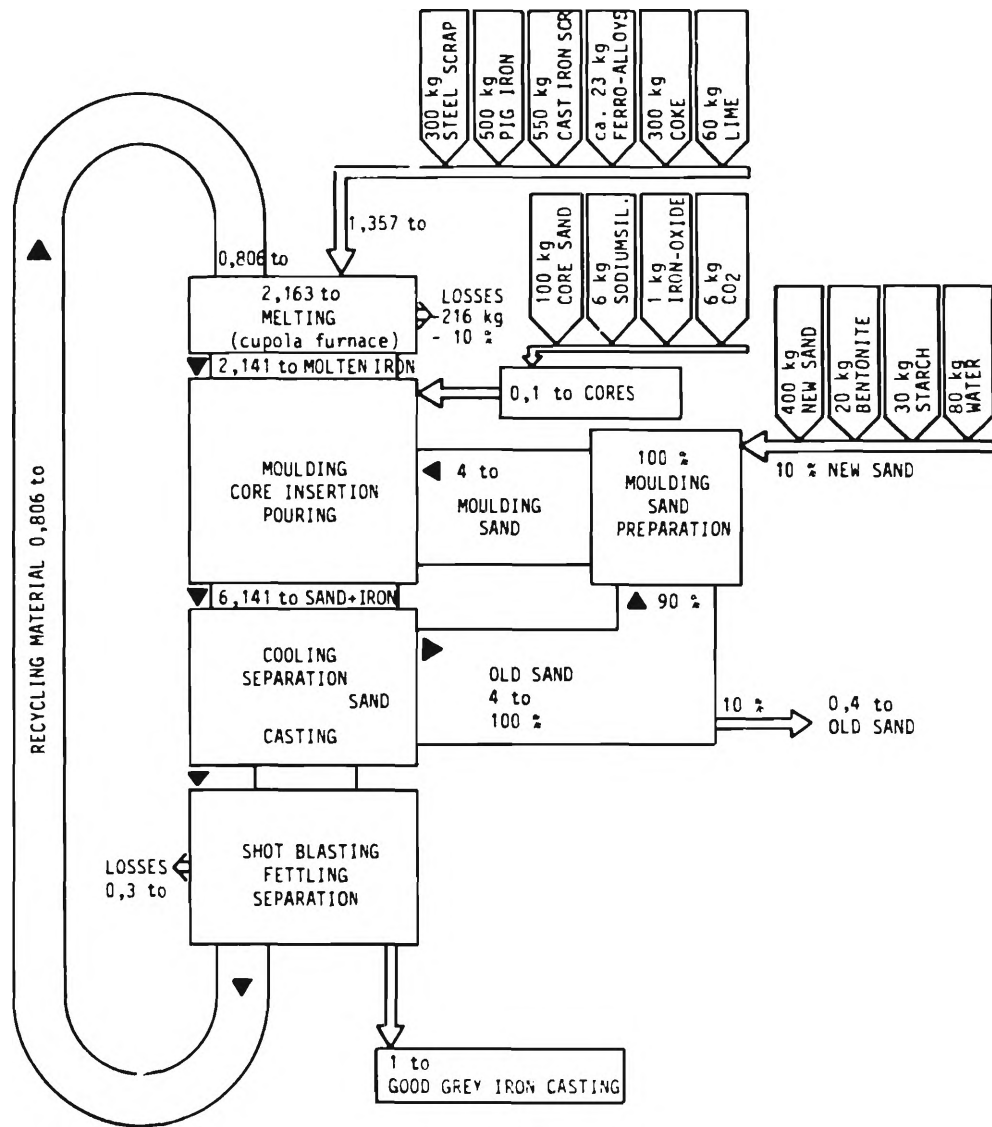 300 kg
STEEL SCRAP
500 kg
PIG IRON
550 kg
CAST IRON SCR
ca. 23 kg
FERRO-ALLOYS
300 kg
COKE
60 kg
LIME
1,357 to
0,806 to
100 kg
CORE SAND
6 kg
SODIUMSIL.
1 kg
IRON-OXIDE
6 kg
CO2
2,163 to
MELTING
(cupola furnace)
LOSSES
-216 kg
- 10 %
400 kg
NEW SAND
20 kg
BENTONITE
30 kg
STARCH
80 kg
WATER
2,141 to MOLTEN IRON
0,1 to CORES
10 % NEW SAND
MOULDING
CORE INSERTION
POURING
4 to
MOULDING
SAND
100 %
MOULDING
SAND
PREPARATION
RECYCLING MATERIAL 0,806 to
6,141 to SAND+IRON
90 %
COOLING
SEPARATION
SAND
CASTING
OLD SAND
4 to
100 %
10 %
0,4 to
OLD SAND
LOSSES
0,3 to
SHOT BLASTING
FETTLING
SEPARATION
1 to
GOOD GREY IRON CASTING